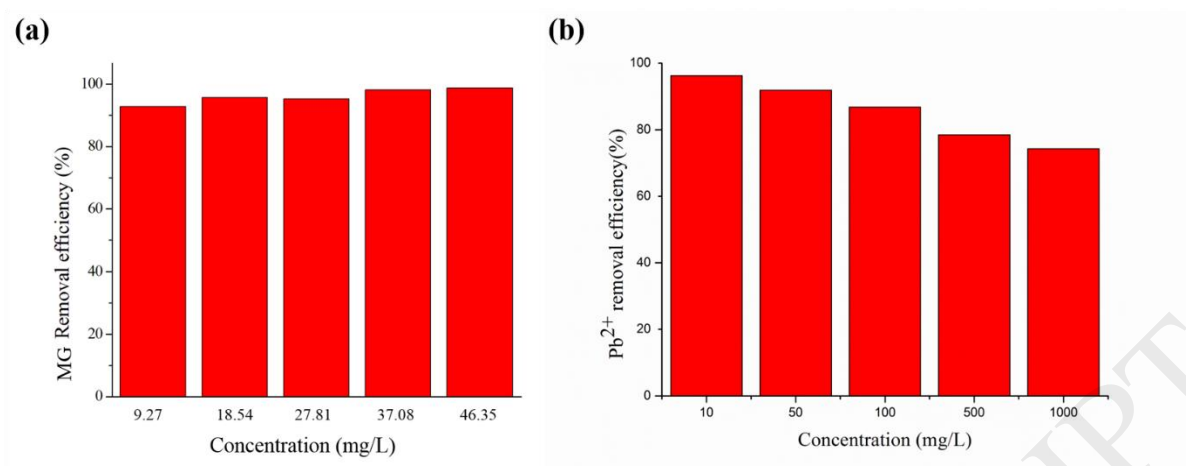 (a)
MG Removal efficiency (%)
100
80
60
40
20
0
9.27 18.54 27.81 37.08 46.35
Concentration (mg/L)
(b)
Pb2+ removal efficiency(%)
100
80
60
40
20
0
10 50 100 500 1000
Concentration (mg/L)